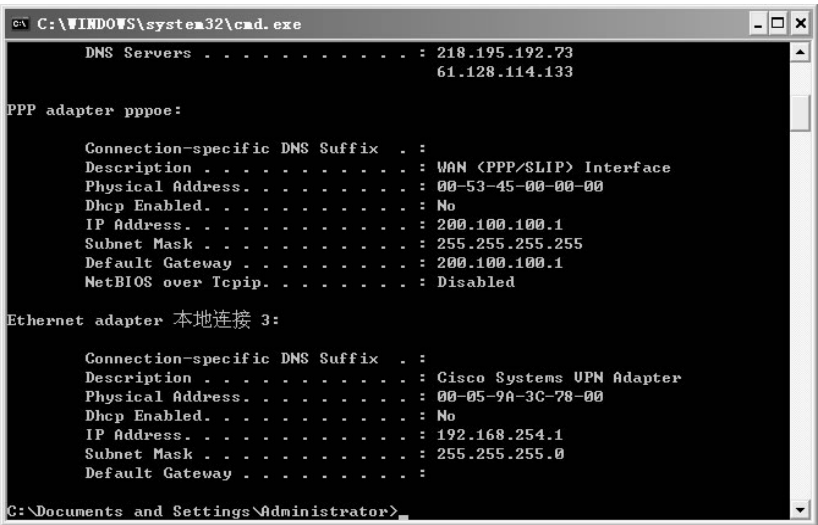 C:\WINDOWS\system32\cmd.exe
DNS Servers . . . . . . . . . . . : 218.195.192.73
61.128.114.133
PPP adapter pppoe:
Connection-specific DNS Suffix  . :
Description . . . . . . . . . . . : WAN (PPP/SLIP) Interface
Physical Address. . . . . . . . . : 00-53-45-00-00-00
Dhcp Enabled. . . . . . . . . . . : No
IP Address. . . . . . . . . . . . : 200.100.100.1
Subnet Mask . . . . . . . . . . . : 255.255.255.255
Default Gateway . . . . . . . . . : 200.100.100.1
NetBIOS over Tcpip. . . . . . . . : Disabled
Ethernet adapter 本地连接 3:
Connection-specific DNS Suffix  . :
Description . . . . . . . . . . . : Cisco Systems VPN Adapter
Physical Address. . . . . . . . . : 00-05-9A-3C-78-00
Dhcp Enabled. . . . . . . . . . . : No
IP Address. . . . . . . . . . . . : 192.168.254.1
Subnet Mask . . . . . . . . . . . : 255.255.255.0
Default Gateway . . . . . . . . . :
C:\Documents and Settings\Administrator>_